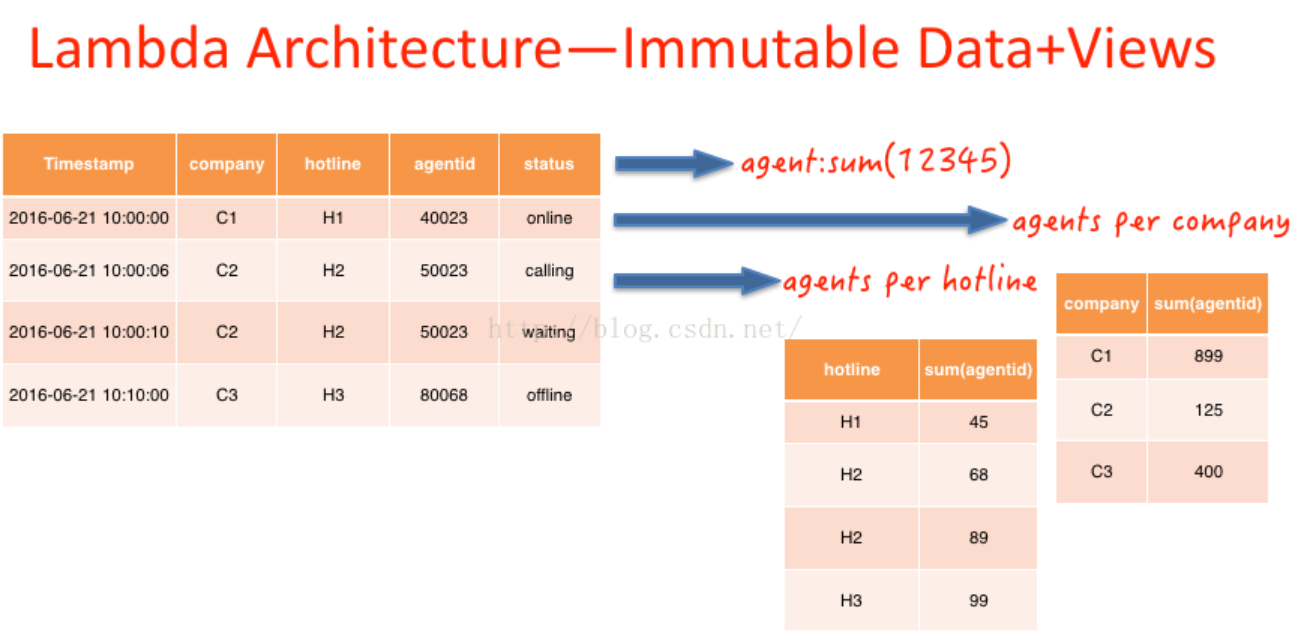 Lambda Architecture—Immutable Data+Views
Timestamp company hotline agentid status
2016-06-21 10:00:00 C1 H1 40023 online
2016-06-21 10:00:06 C2 H2 50023 calling
2016-06-21 10:00:10 C2 H2 50023 waiting
2016-06-21 10:10:00 C3 H3 80068 offline
agent:sum(12345)
agents per company
agents per hotline
http://blog.csdn.net/
hotline sum(agentid)
H1 45
H2 68
H2 89
H3 99
company sum(agentid)
C1 899
C2 125
C3 400